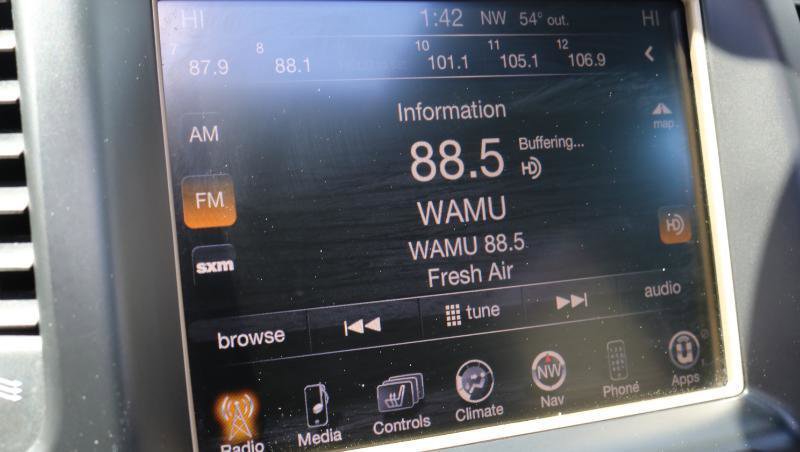 HI 1:42 NW 54° out. HI
7 87.9 8 88.1 10 101.1 11 105.1 12 106.9
Information
map
AM
88.5 Buffering...
HD
FM
WAMU
HD
WAMU 88.5
sxm
Fresh Air
browse tune audio
Radio Media Controls Climate NW Nav Phone Apps